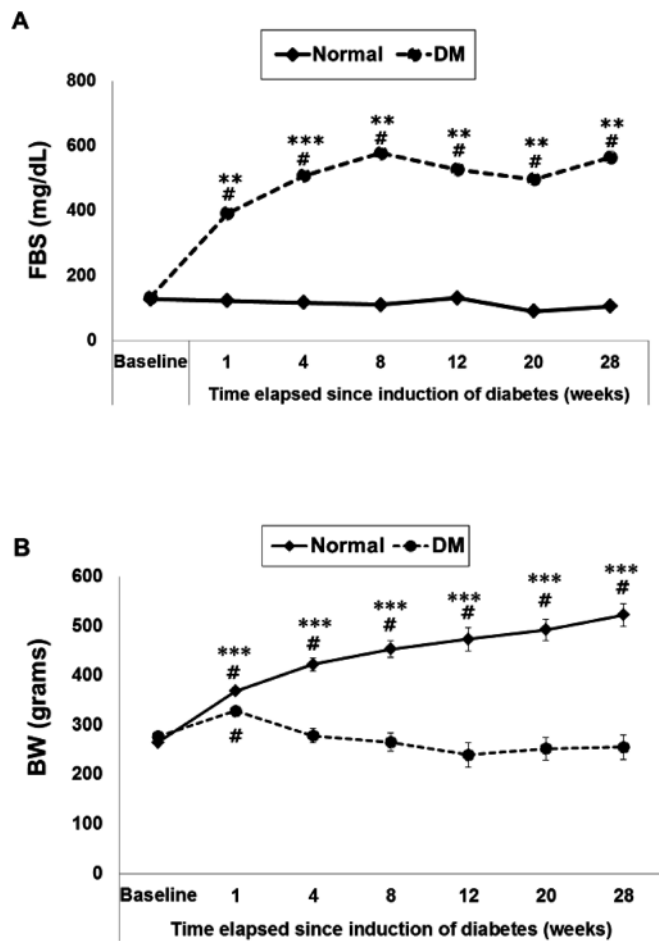 A
Normal DM
800
600
400
200
0
FBS (mg/dL)
** # *** # ** # ** # ** # ** #
Baseline 1 4 8 12 20 28
Time elapsed since induction of diabetes (weeks)
B
Normal DM
600
500
400
300
200
100
0
BW (grams)
*** # *** # *** # *** # *** # *** #
#
Baseline 1 4 8 12 20 28
Time elapsed since induction of diabetes (weeks)